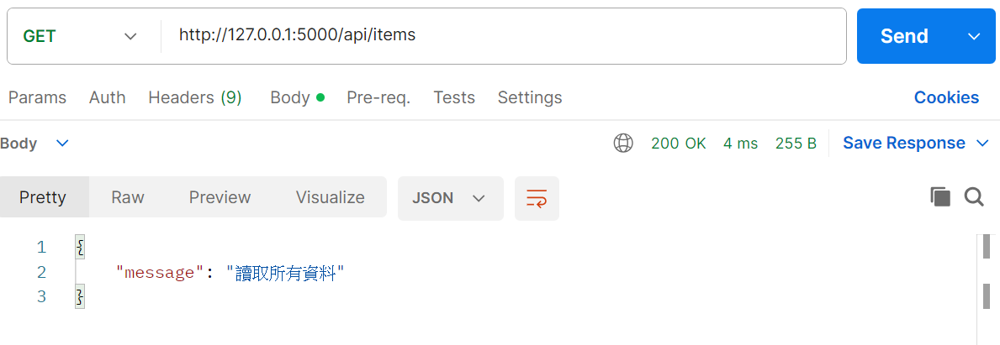 GET http://127.0.0.1:5000/api/items Send
Params Auth Headers (9) Body Pre-req. Tests Settings Cookies
Body 200 OK 4 ms 255 B Save Response
Pretty Raw Preview Visualize JSON
1 {
2 "message": "讀取所有資料"
3 }